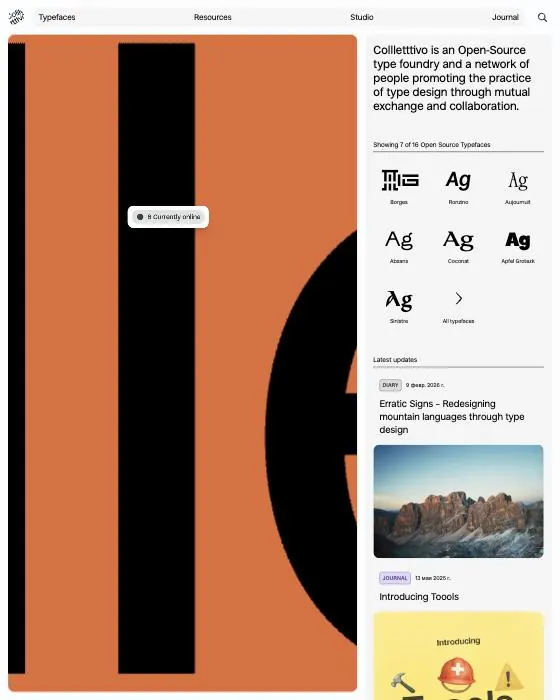 Typefaces
Resources
Studio
Journal
8 Currently online
Collletttivo is an Open-Source
type foundry and a network of
people promoting the practice
of type design through mutual
exchange and collaboration.
Showing 7 of 16 Open Source Typefaces
Ag Ag
Borges Ronzino Aujournuit
Ag Ag Ag
Absans Coconat Apfel Grotezk
Ag
Sinistre All typefaces
Latest updates
DIARY 9 февр. 2026 г.
Erratic Signs – Redesigning
mountain languages through type
design
JOURNAL 13 мая 2025 г.
Introducing Toools
Introducing